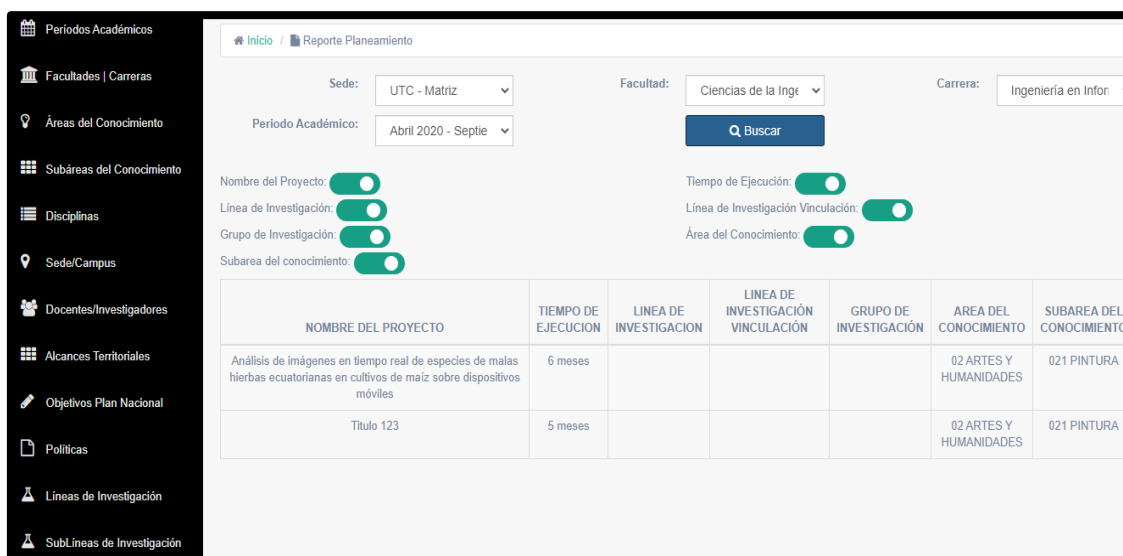 Períodos Académicos
Facultades | Carreras
Áreas del Conocimiento
Subáreas del Conocimiento
Disciplinas
Sede/Campus
Docentes/Investigadores
Alcances Territoriales
Objetivos Plan Nacional
Políticas
Líneas de Investigación
SubLíneas de Investigación
Inicio / Reporte Planeamiento
Sede: UTC - Matriz Facultad: Ciencias de la Inge Carrera: Ingeniería en Infor
Periodo Académico: Abril 2020 - Septie Buscar
Nombre del Proyecto: Tiempo de Ejecución:
Línea de Investigación: Línea de Investigación Vinculación:
Grupo de Investigación: Área del Conocimiento:
Subarea del conocimiento:
NOMBRE DEL PROYECTO
TIEMPO DE
EJECUCION
LINEA DE
INVESTIGACION
LINEA DE
INVESTIGACIÓN
VINCULACIÓN
GRUPO DE
INVESTIGACIÓN
AREA DEL
CONOCIMIENTO
SUBAREA DEL
CONOCIMIENTO
Análisis de imágenes en tiempo real de especies de malas
hierbas ecuatorianas en cultivos de maíz sobre dispositivos
móviles
6 meses
02 ARTES Y
HUMANIDADES
021 PINTURA
Titulo 123
5 meses
02 ARTES Y
HUMANIDADES
021 PINTURA